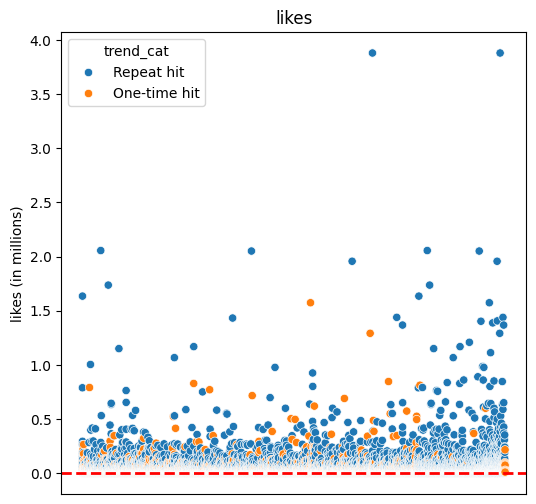 likes
trend_cat
Repeat hit
One-time hit
likes (in millions)
4.0
3.5
3.0
2.5
2.0
1.5
1.0
0.5
0.0